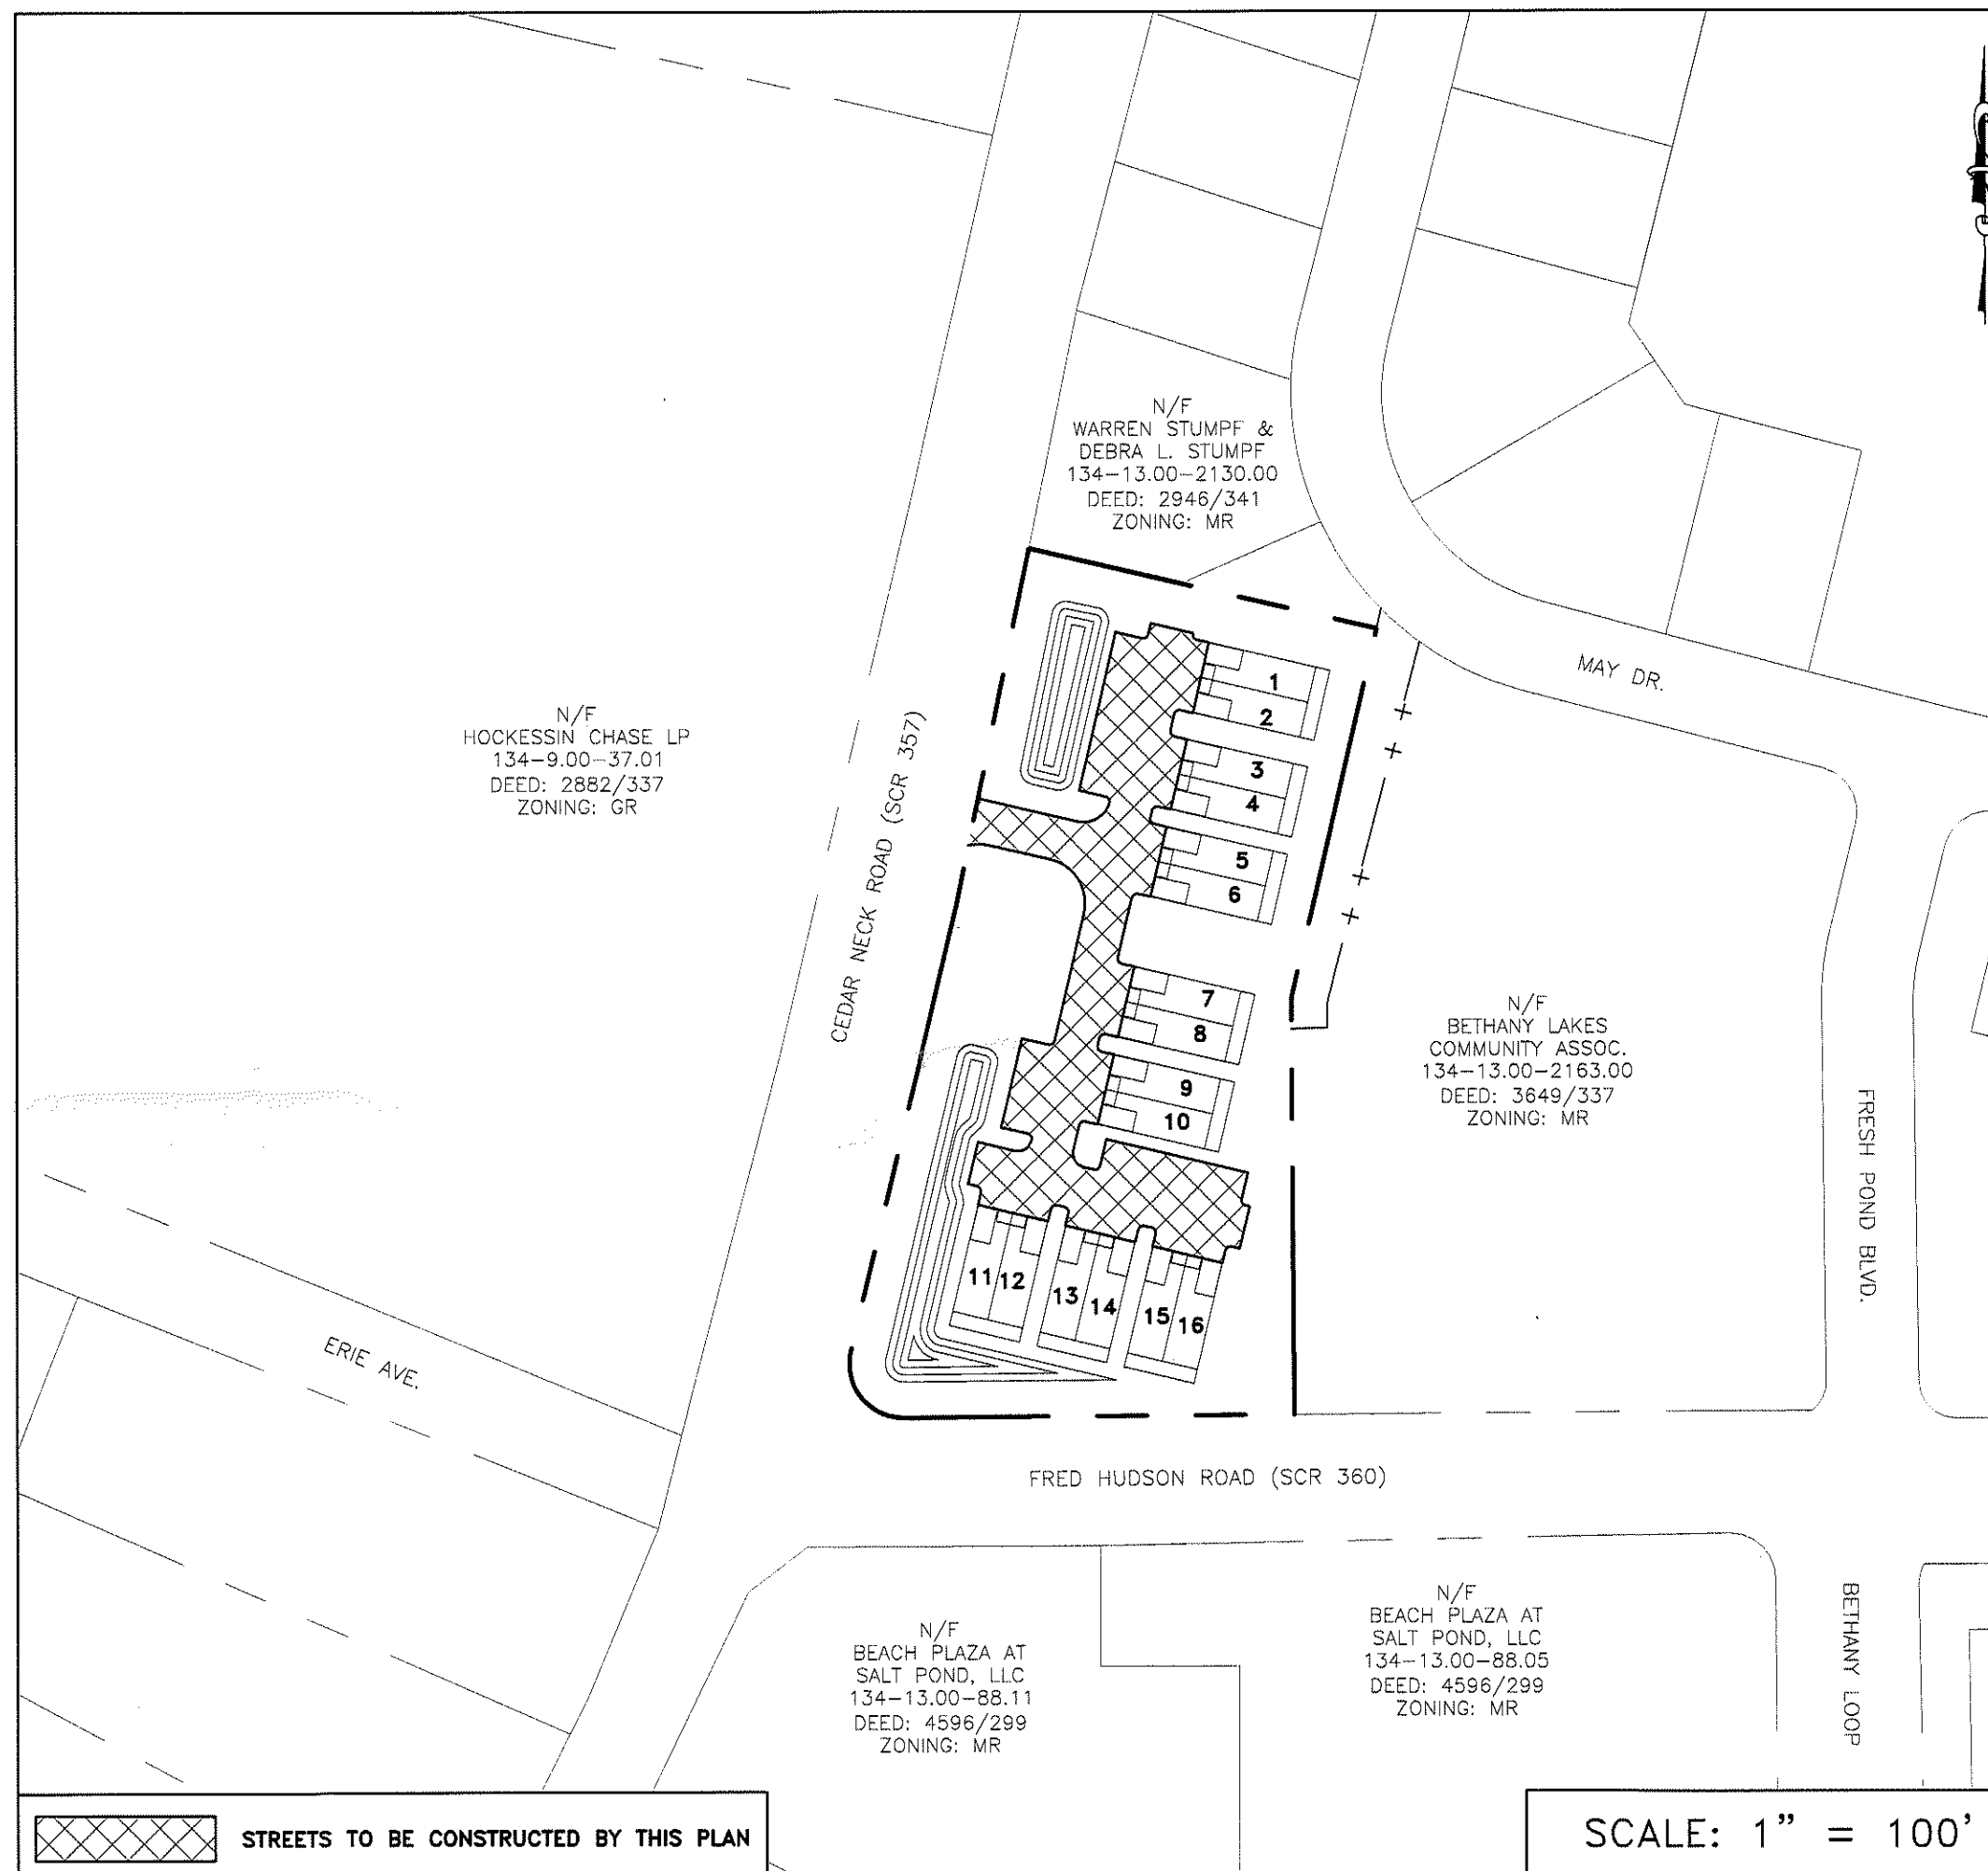 N/F
WARREN STUMPF &
DEBRA L. STUMPF
134-13.00-2130.00
DEED: 2946/341
ZONING: MR
MAY DR.
N/F
HOCKESSIN CHASE LP
134-9.00-37.01
DEED: 2882/337
ZONING: GR
CEDAR NECK ROAD (SCR 357)
1
2
3
4
5
6
7
8
9
10
11
12
13
14
15
16
N/F
BETHANY LAKES
COMMUNITY ASSOC.
134-13.00-2163.00
DEED: 3649/337
ZONING: MR
FRESH POND BLVD.
ERIE AVE.
FRED HUDSON ROAD (SCR 360)
N/F
BEACH PLAZA AT
SALT POND, LLC
134-13.00-88.11
DEED: 4596/299
ZONING: MR
N/F
BEACH PLAZA AT
SALT POND, LLC
134-13.00-88.05
DEED: 4596/299
ZONING: MR
BETHANY LOOP
STREETS TO BE CONSTRUCTED BY THIS PLAN
SCALE: 1" = 100'